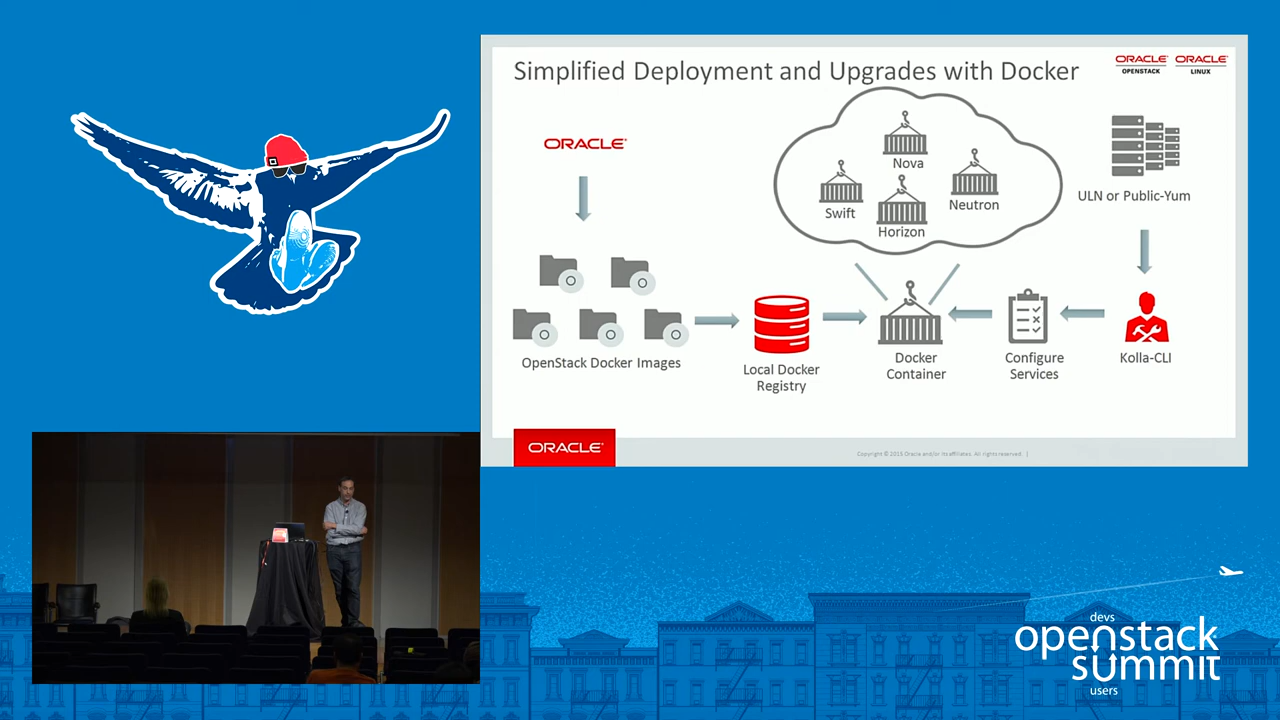 Simplified Deployment and Upgrades with Docker
ORACLE
OPENSTACK
ORACLE
LINUX
ORACLE
Nova
Swift
Neutron
Horizon
ULN or Public-Yum
OpenStack Docker Images
Local Docker
Registry
Docker
Container
Configure
Services
Kolla-CLI
ORACLE
Copyright © 2015 Oracle and/or its affiliates. All rights reserved. |
devs
openstack
summit
users